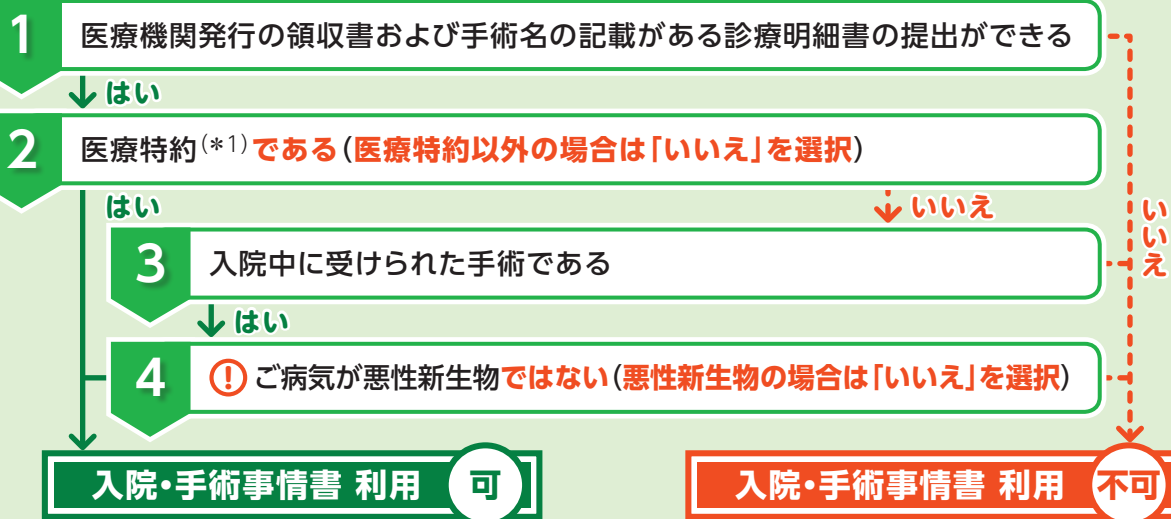 1 医療機関発行の領収書および手術名の記載がある診療明細書の提出ができる
はい
2 医療特約(*1)である(医療特約以外の場合は「いいえ」を選択)
はい
いいえ
いいえ
3 入院中に受けられた手術である
はい
4 ! ご病気が悪性新生物ではない(悪性新生物の場合は「いいえ」を選択)
入院・手術事情書 利用 可
入院・手術事情書 利用 不可